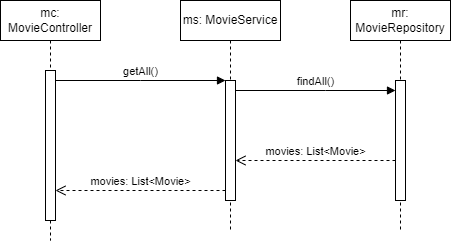 mc:
MovieController
ms: MovieService
mr:
MovieRepository
getAll()
findAll()
movies: List<Movie>
movies: List<Movie>